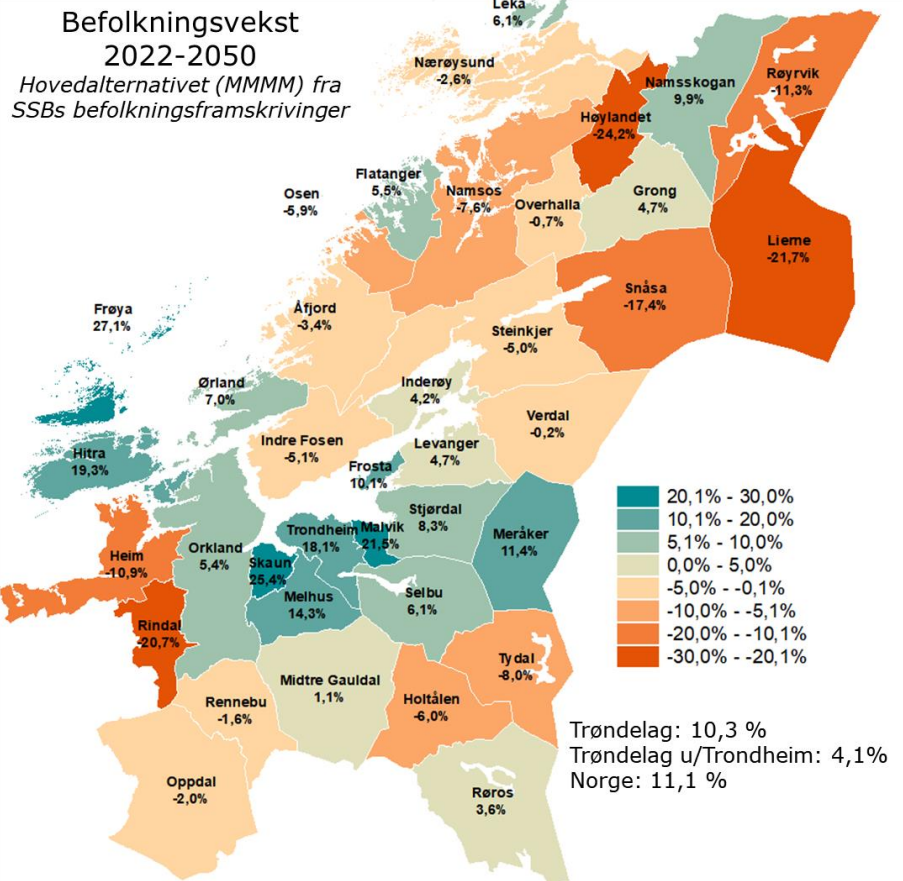 Befolkningsvekst
2022-2050
Hovedalternativet (MMMM) fra
SSBs befolkningsframskrivinger
Leka
6,1%
Nærøysund
-2,6%
Namsskogan
9,9%
Røyrvik
-11,3%
Høylandet
-24,2%
Flatanger
5,5%
Osen
-5,9%
Namsos
-7,6%
Overhalla
-0,7%
Grong
4,7%
Lierne
-21,7%
Snåsa
-17,4%
Frøya
27,1%
Åfjord
-3,4%
Steinkjer
-5,0%
Ørland
7,0%
Inderøy
4,2%
Verdal
-0,2%
Indre Fosen
-5,1%
Levanger
4,7%
Hitra
19,3%
Frosta
10,1%
Stjørdal
8,3%
Meråker
11,4%
Trondheim
18,1%
Malvik
21,5%
Heim
-10,9%
Orkland
5,4%
Skaun
25,4%
Melhus
14,3%
Selbu
6,1%
Rindal
-20,7%
Tydal
-8,0%
Midtre Gauldal
1,1%
Holtålen
-6,0%
Rennebu
-1,6%
Oppdal
-2,0%
Røros
3,6%
20,1% - 30,0%
10,1% - 20,0%
5,1% - 10,0%
0,0% - 5,0%
-5,0% - -0,1%
-10,0% - -5,1%
-20,0% - -10,1%
-30,0% - -20,1%
Trøndelag: 10,3 %
Trøndelag u/Trondheim: 4,1%
Norge: 11,1 %